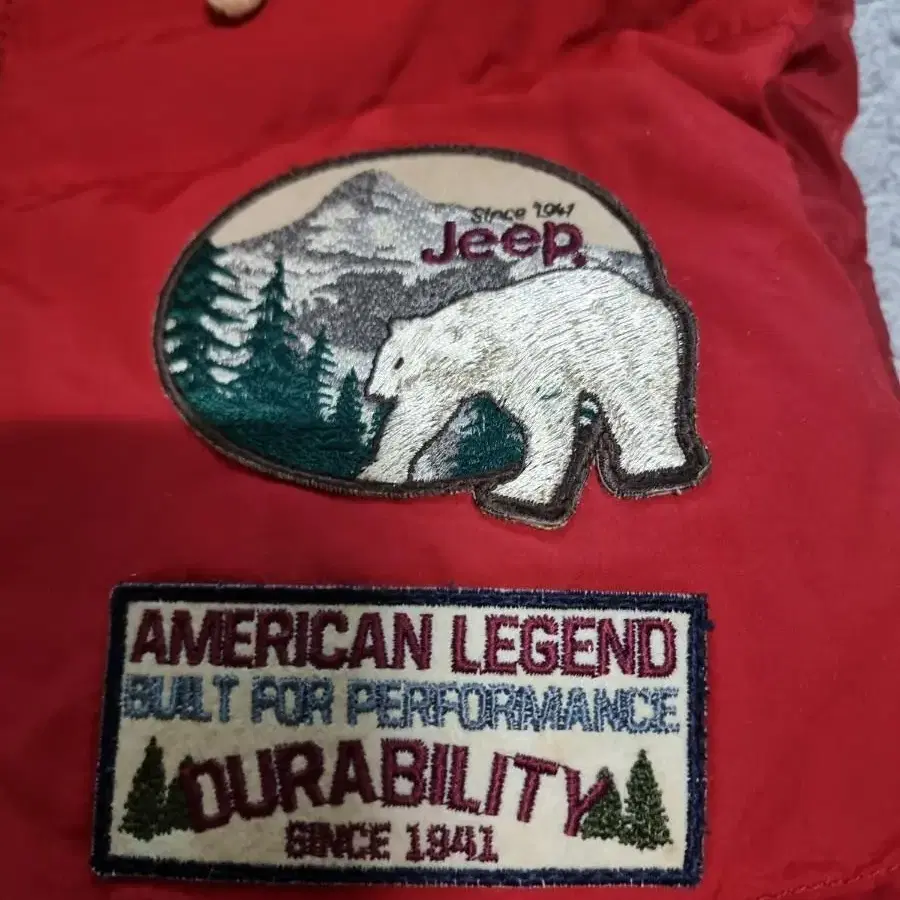 Since 1941
Jeep
AMERICAN LEGEND
BUILT FOR PERFORMANCE
DURABILITY
SINCE 1941